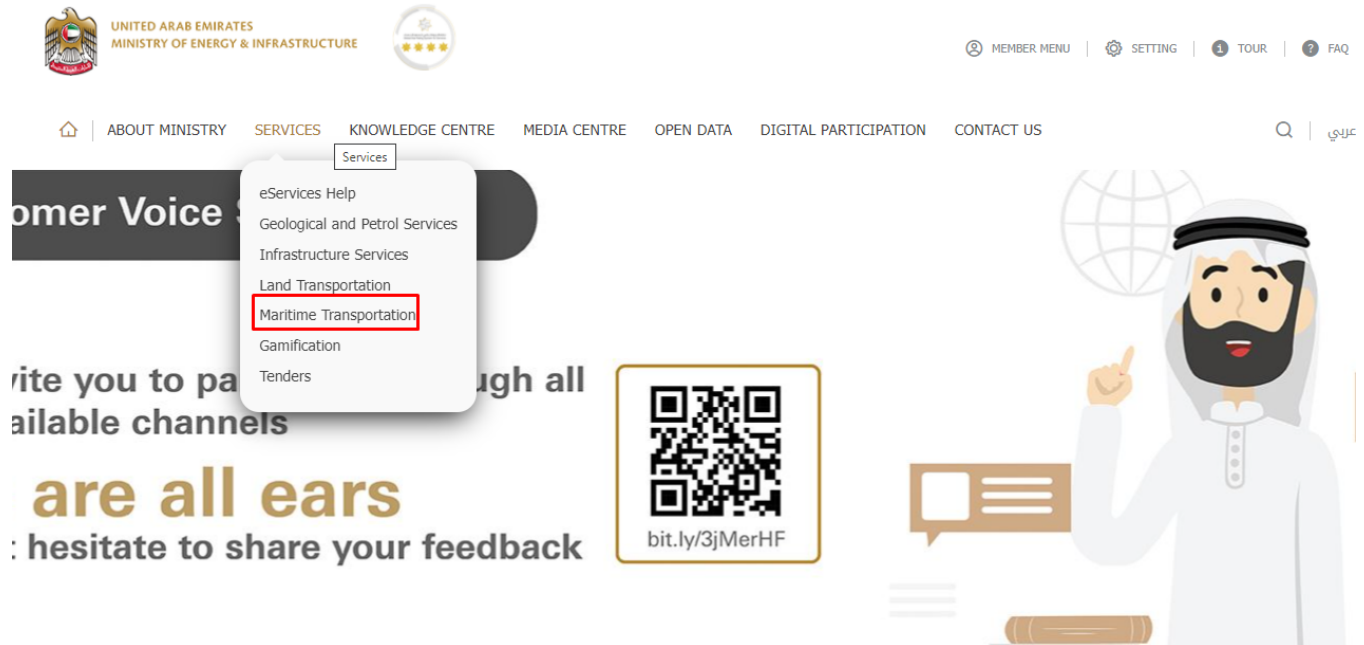 UNITED ARAB EMIRATES
MINISTRY OF ENERGY & INFRASTRUCTURE
MEMBER MENU
SETTING
1 TOUR
? FAQ
ABOUT MINISTRY
SERVICES
KNOWLEDGE CENTRE
MEDIA CENTRE
OPEN DATA
DIGITAL PARTICIPATION
CONTACT US
عربي
Services
omer Voice
eServices Help
Geological and Petrol Services
Infrastructure Services
Land Transportation
Maritime Transportation
Gamification
Tenders
vite you to pa ugh all
ailable channels
are all ears
hesitate to share your feedback
bit.ly/3jMerHF